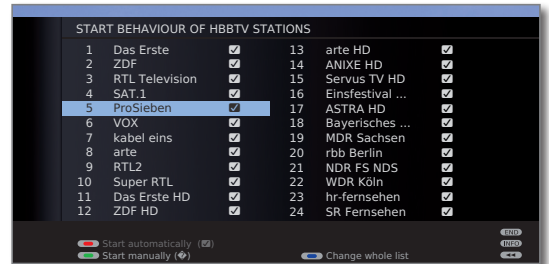 START BEHAVIOUR OF HBBTV STATIONS
1 Das Erste ☑
2 ZDF ☑
3 RTL Television ☑
4 SAT.1 ☑
5 ProSieben ☑
6 VOX ☑
7 kabel eins ☑
8 arte ☑
9 RTL2 ☑
10 Super RTL ☑
11 Das Erste HD ☑
12 ZDF HD ☑
13 arte HD ☑
14 ANIXE HD ☑
15 Servus TV HD ☑
16 Einsfestival ... ☑
17 ASTRA HD ☑
18 Bayerisches ... ☑
19 MDR Sachsen ☑
20 rbb Berlin ☑
21 NDR FS NDS ☑
22 WDR Köln ☑
23 hr-fernsehen ☑
24 SR Fernsehen ☑
Start automatically (☑)
Start manually (�)
Change whole list
END
INFO